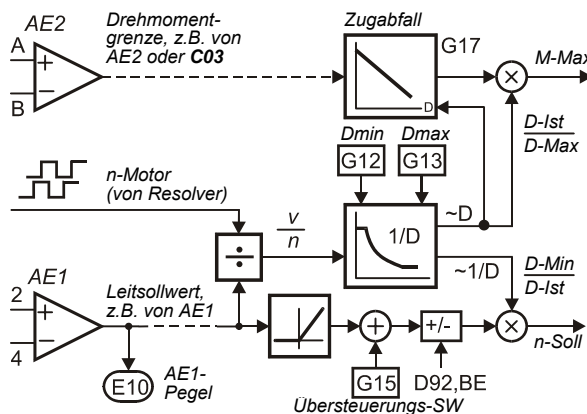 AE2
A
+
B
−
Drehmoment-
grenze, z.B. von
AE2 oder C03
Zugabfall
G17
D
×
M-Max
D-Ist
D-Max
n-Motor
(von Resolver)
Dmin
Dmax
G12
G13
÷
v
n
1/D
~D
~1/D
D-Min
D-Ist
AE1
2
+
4
−
Leitsollwert,
z.B. von AE1
+
+/-
×
n-Soll
E10
AE1-
Pegel
G15
D92,BE
Übersteuerungs-SW